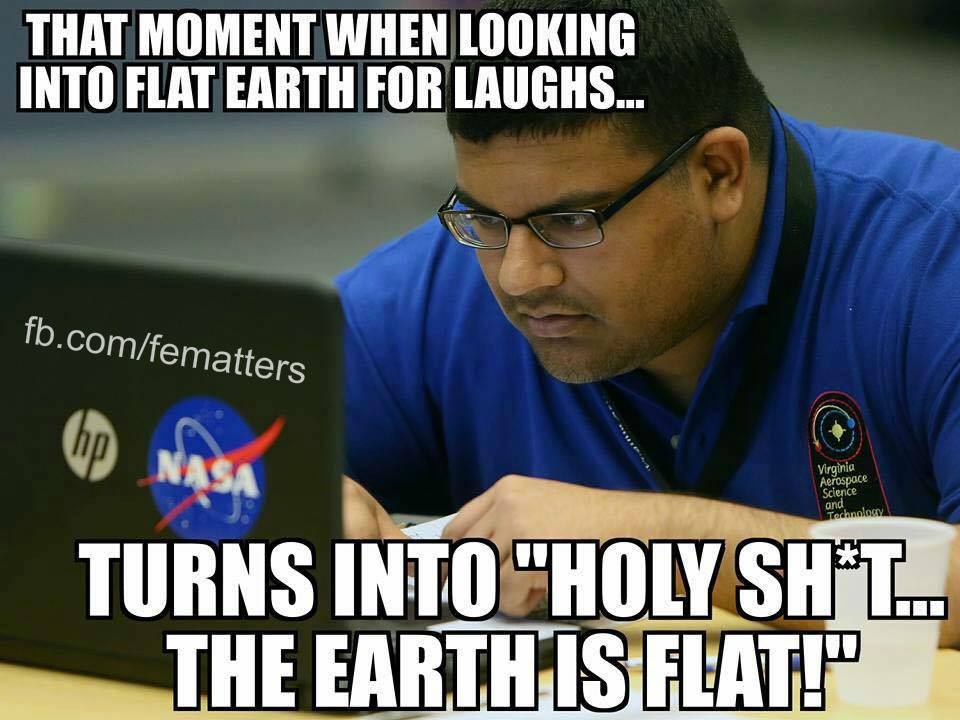 THAT MOMENT WHEN LOOKING
INTO FLAT EARTH FOR LAUGHS...
fb.com/fematters
hp
NASA
Virginia
Aerospace
Science
and
Technology
TURNS INTO "HOLY SH*T...
THE EARTH IS FLAT!"